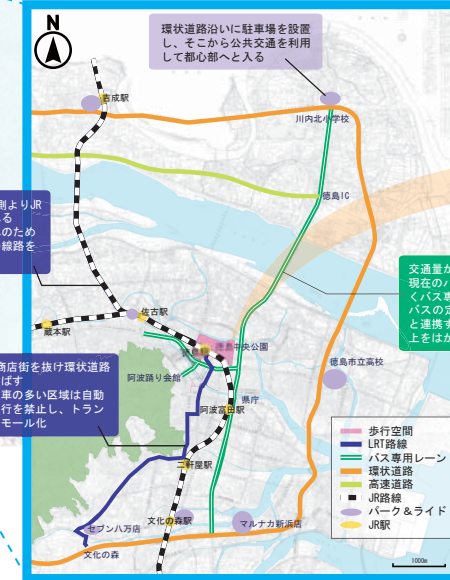 N
環状道路沿いに駐車場を設置
し、そこから公共交通を利用
して都心部へと入る
吉成駅
川内北小学校
徳島IC
側よりJR
る
のため
線路を
交通量が
現在のバ
くバス専
バスの定
と連携す
上をはか
蔵本駅
佐古駅
徳島駅
徳島中央公園
阿波踊り会館
県庁
阿波富田駅
徳島市立高校
商店街を抜け環状道路
ばす
車の多い区域は自動
行を禁止し、トラン
モール化
二軒屋駅
文化の森駅
マルナカ新浜店
セブン八万店
文化の森
歩行空間
LRT路線
バス専用レーン
環状道路
高速道路
JR路線
パーク&ライド
JR駅
1000m